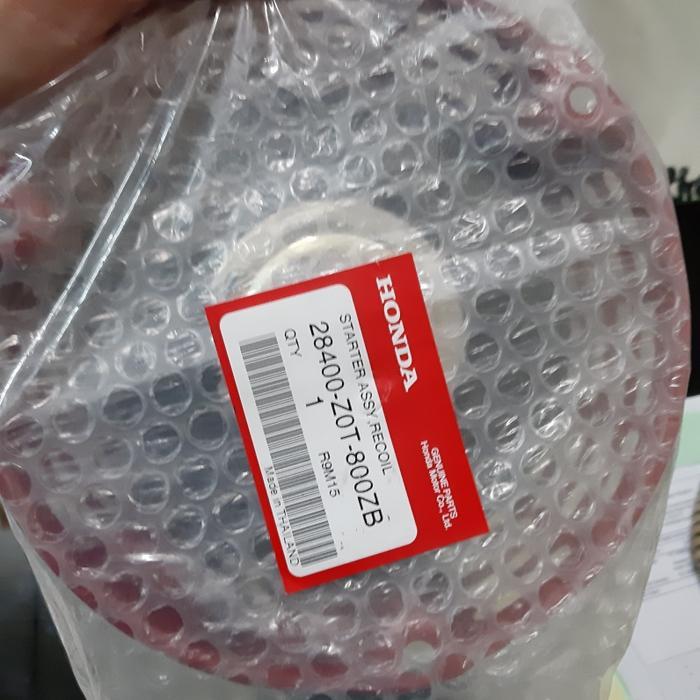 HONDA
GENUINE PARTS
Honda Motor Co., Ltd.
STARTER ASSY,RECOIL
28400-Z0T-800ZB
QTY 1 R9M15
Made in THAILAND